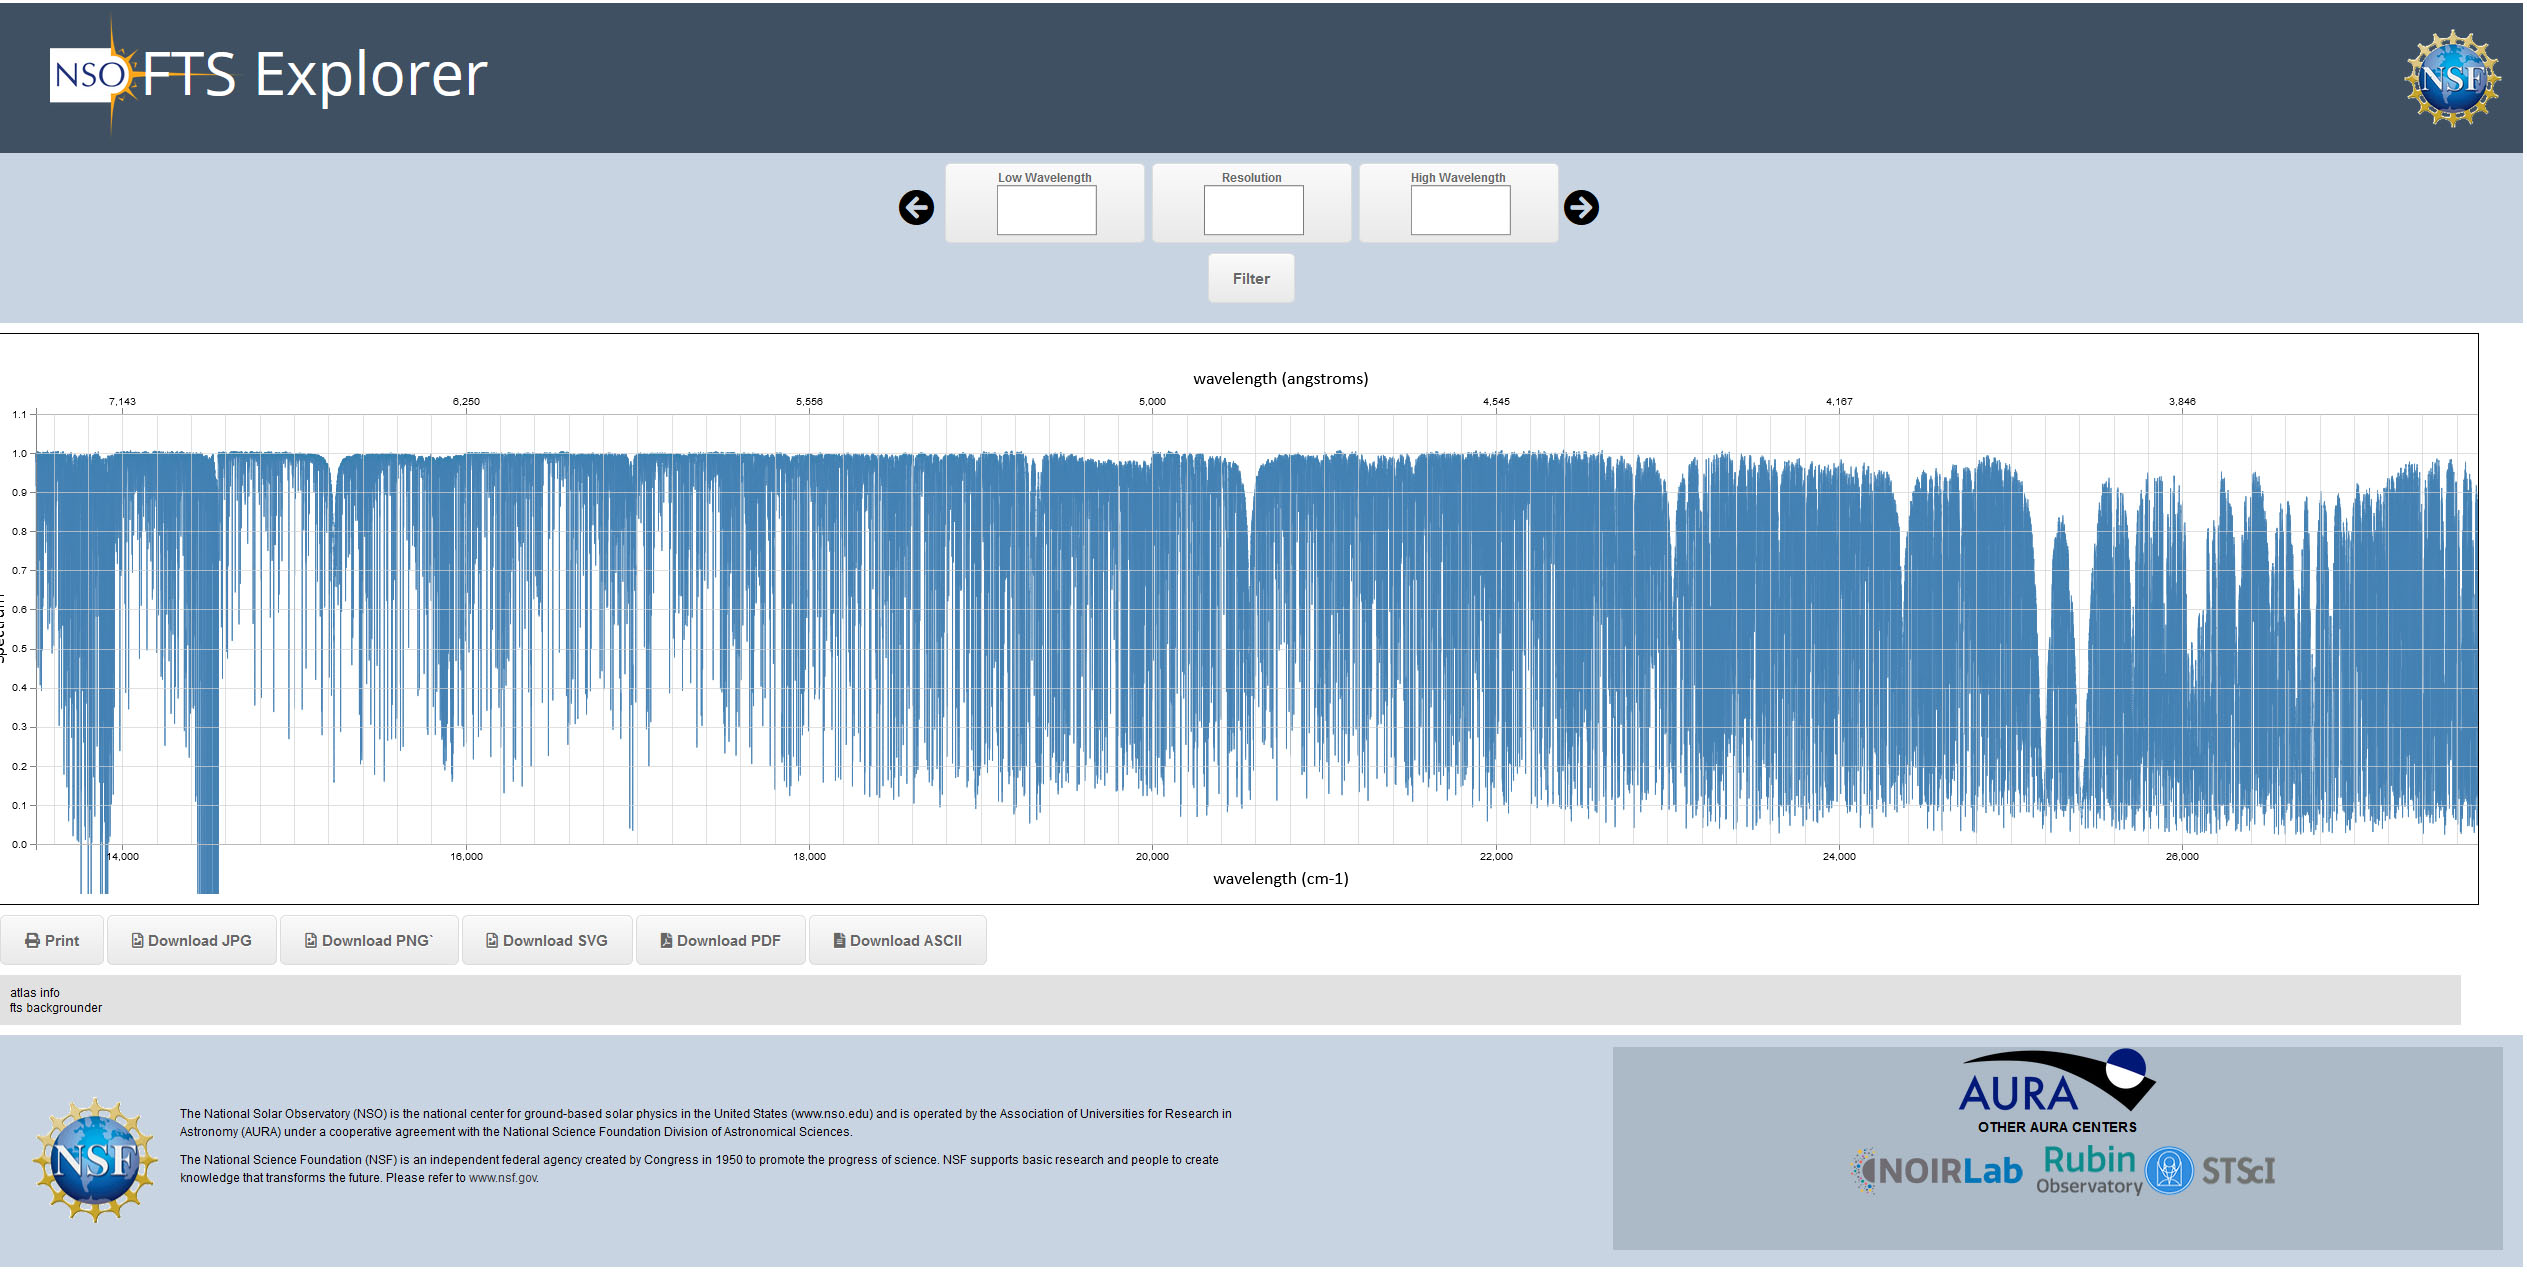 NSO FTS Explorer
NSF
Low Wavelength Resolution High Wavelength
Filter
wavelength (angstroms)
7,143 6,250 5,556 5,000 4,545 4,167 3,846
1.1
1.0
0.9
0.8
0.7
0.6
0.5
0.4
0.3
0.2
0.1
0.0
14,000 16,000 18,000 20,000 22,000 24,000 26,000
wavelength (cm-1)
Print Download JPG Download PNG` Download SVG Download PDF Download ASCII
atlas info
fts backgrounder
NSF
The National Solar Observatory (NSO) is the national center for ground-based solar physics in the United States (www.nso.edu) and is operated by the Association of Universities for Research in
Astronomy (AURA) under a cooperative agreement with the National Science Foundation Division of Astronomical Sciences.
The National Science Foundation (NSF) is an independent federal agency created by Congress in 1950 to promote the progress of science. NSF supports basic research and people to create
knowledge that transforms the future. Please refer to www.nsf.gov.
AURA
OTHER AURA CENTERS
NOIRLab Rubin Observatory STScI